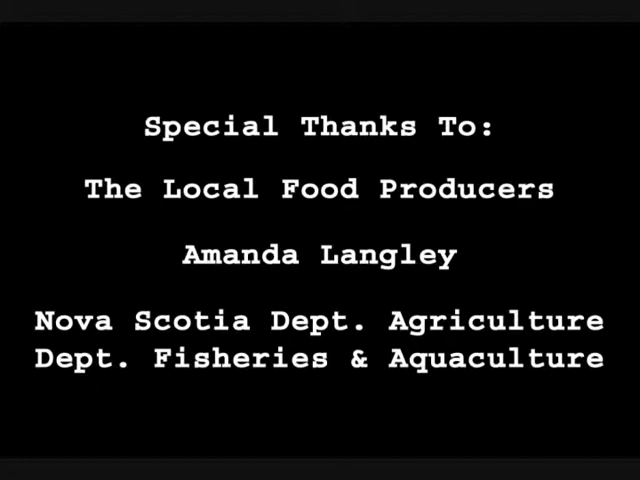 Special Thanks To:
The Local Food Producers
Amanda Langley
Nova Scotia Dept. Agriculture
Dept. Fisheries & Aquaculture